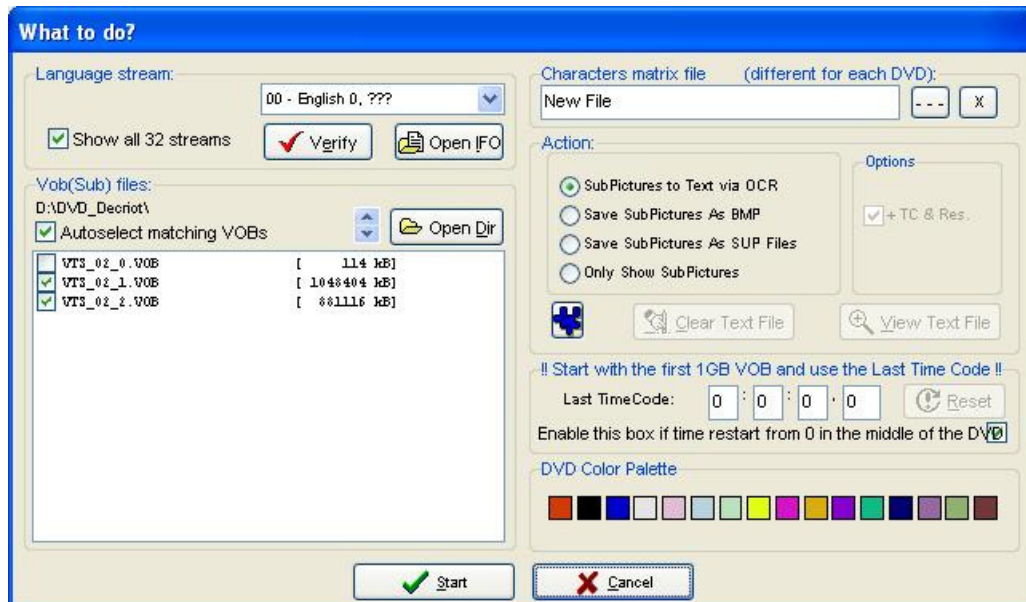 What to do?
Language stream:
00 - English 0, ???
Show all 32 streams
Verify
Open IFO
Vob(Sub) files:
D:\DVD_Decriot\
Autoselect matching VOBs
Open Dir
VTS_02_0.VOB [ 114 kB]
VTS_02_1.VOB [ 1048404 kB]
VTS_02_2.VOB [ 881116 kB]
Characters matrix file (different for each DVD):
New File
- - -
X
Action:
SubPictures to Text via OCR
Save SubPictures As BMP
Save SubPictures As SUP Files
Only Show SubPictures
Options
+ TC & Res.
Clear Text File
View Text File
!! Start with the first 1GB VOB and use the Last Time Code !!
Last TimeCode: 0 : 0 : 0 . 0
Reset
Enable this box if time restart from 0 in the middle of the DVD
DVD Color Palette
Start
Cancel